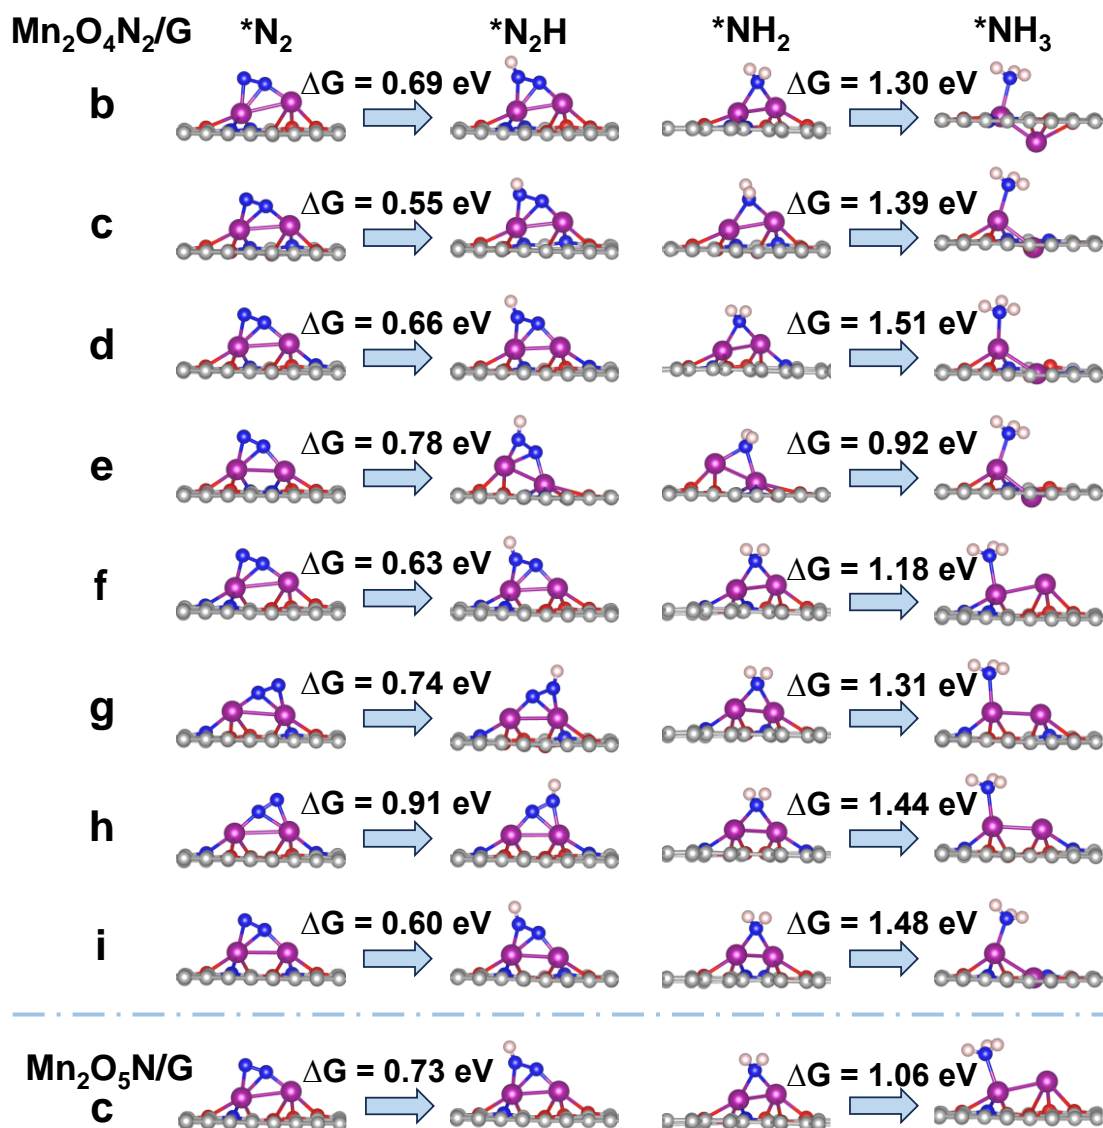 Mn₂O₄N₂/G *N₂ *N₂H *NH₂ *NH₃
b ΔG = 0.69 eV ΔG = 1.30 eV
c ΔG = 0.55 eV ΔG = 1.39 eV
d ΔG = 0.66 eV ΔG = 1.51 eV
e ΔG = 0.78 eV ΔG = 0.92 eV
f ΔG = 0.63 eV ΔG = 1.18 eV
g ΔG = 0.74 eV ΔG = 1.31 eV
h ΔG = 0.91 eV ΔG = 1.44 eV
i ΔG = 0.60 eV ΔG = 1.48 eV
Mn₂O₅N/G ΔG = 0.73 eV ΔG = 1.06 eV
c